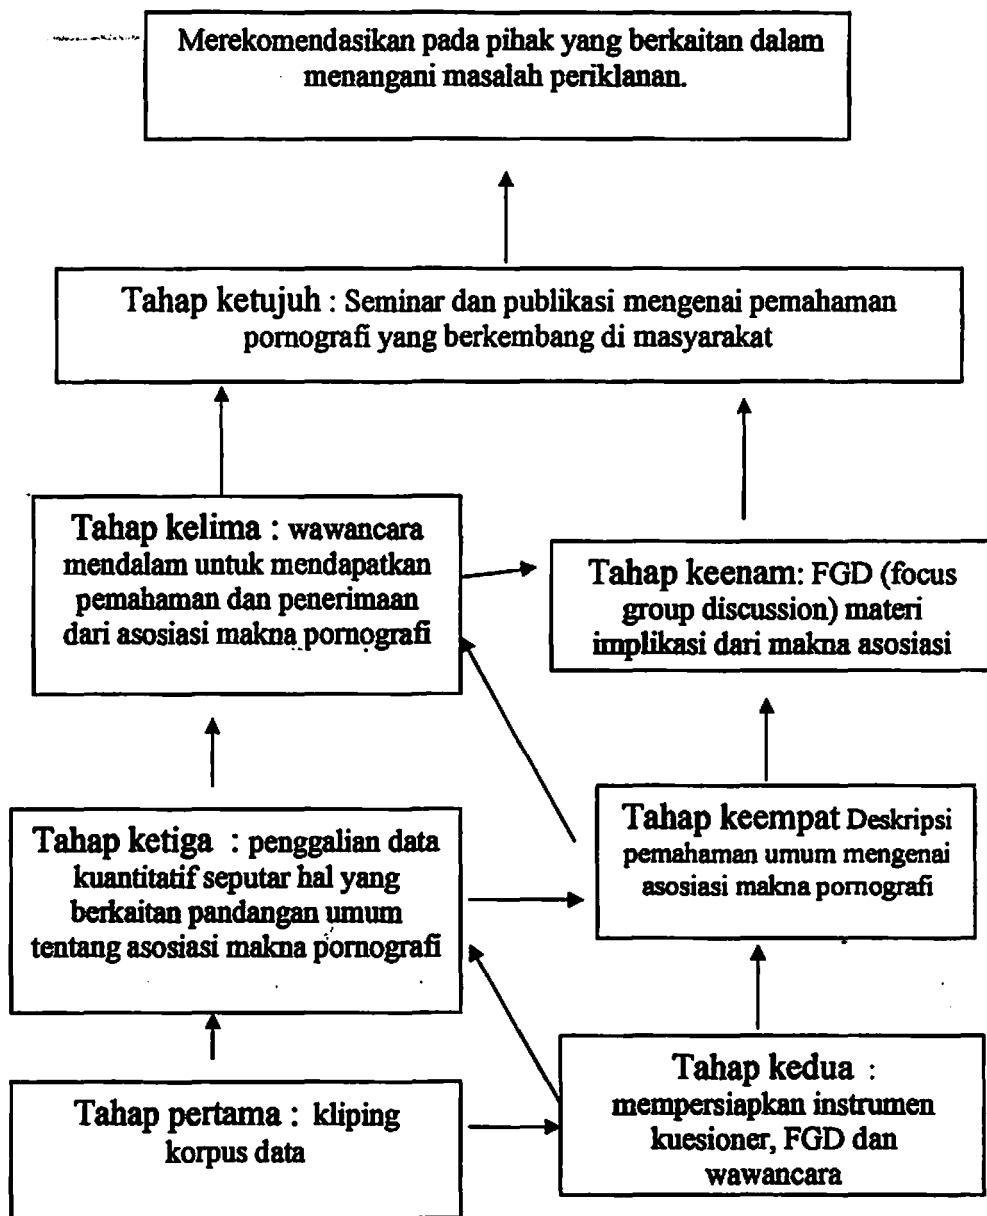 Merekomendasikan pada pihak yang berkaitan dalam
menangani masalah periklanan.
Tahap ketujuh : Seminar dan publikasi mengenai pemahaman
pornografi yang berkembang di masyarakat
Tahap kelima : wawancara
mendalam untuk mendapatkan
pemahaman dan penerimaan
dari asosiasi makna pornografi
Tahap keenam: FGD (focus
group discussion) materi
implikasi dari makna asosiasi
Tahap ketiga : penggalian data
kuantitatif seputar hal yang
berkaitan pandangan umum
tentang asosiasi makna pornografi
Tahap keempat Deskripsi
pemahaman umum mengenai
asosiasi makna pornografi
Tahap pertama : kliping
korpus data
Tahap kedua :
mempersiapkan instrumen
kuesioner, FGD dan
wawancara